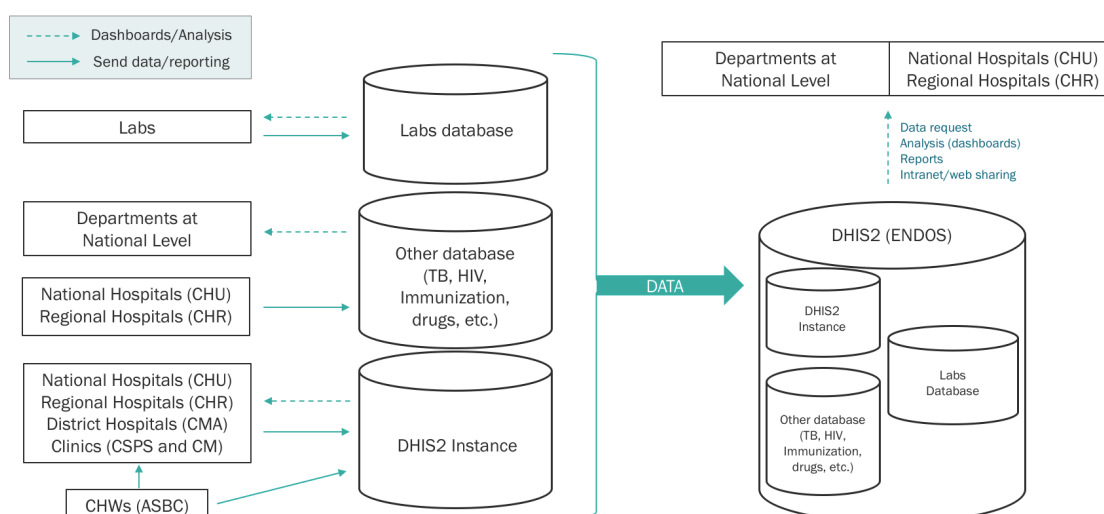 Dashboards/Analysis
Send data/reporting
Labs
Departments at
National Level
National Hospitals (CHU)
Regional Hospitals (CHR)
National Hospitals (CHU)
Regional Hospitals (CHR)
District Hospitals (CMA)
Clinics (CSPS and CM)
CHWs (ASBC)
Labs database
Other database
(TB, HIV,
Immunization,
drugs, etc.)
DHIS2 Instance
DATA
Departments at
National Level
National Hospitals (CHU)
Regional Hospitals (CHR)
Data request
Analysis (dashboards)
Reports
Intranet/web sharing
DHIS2 (ENDOS)
DHIS2
Instance
Labs
Database
Other database
(TB, HIV,
Immunization,
drugs, etc.)